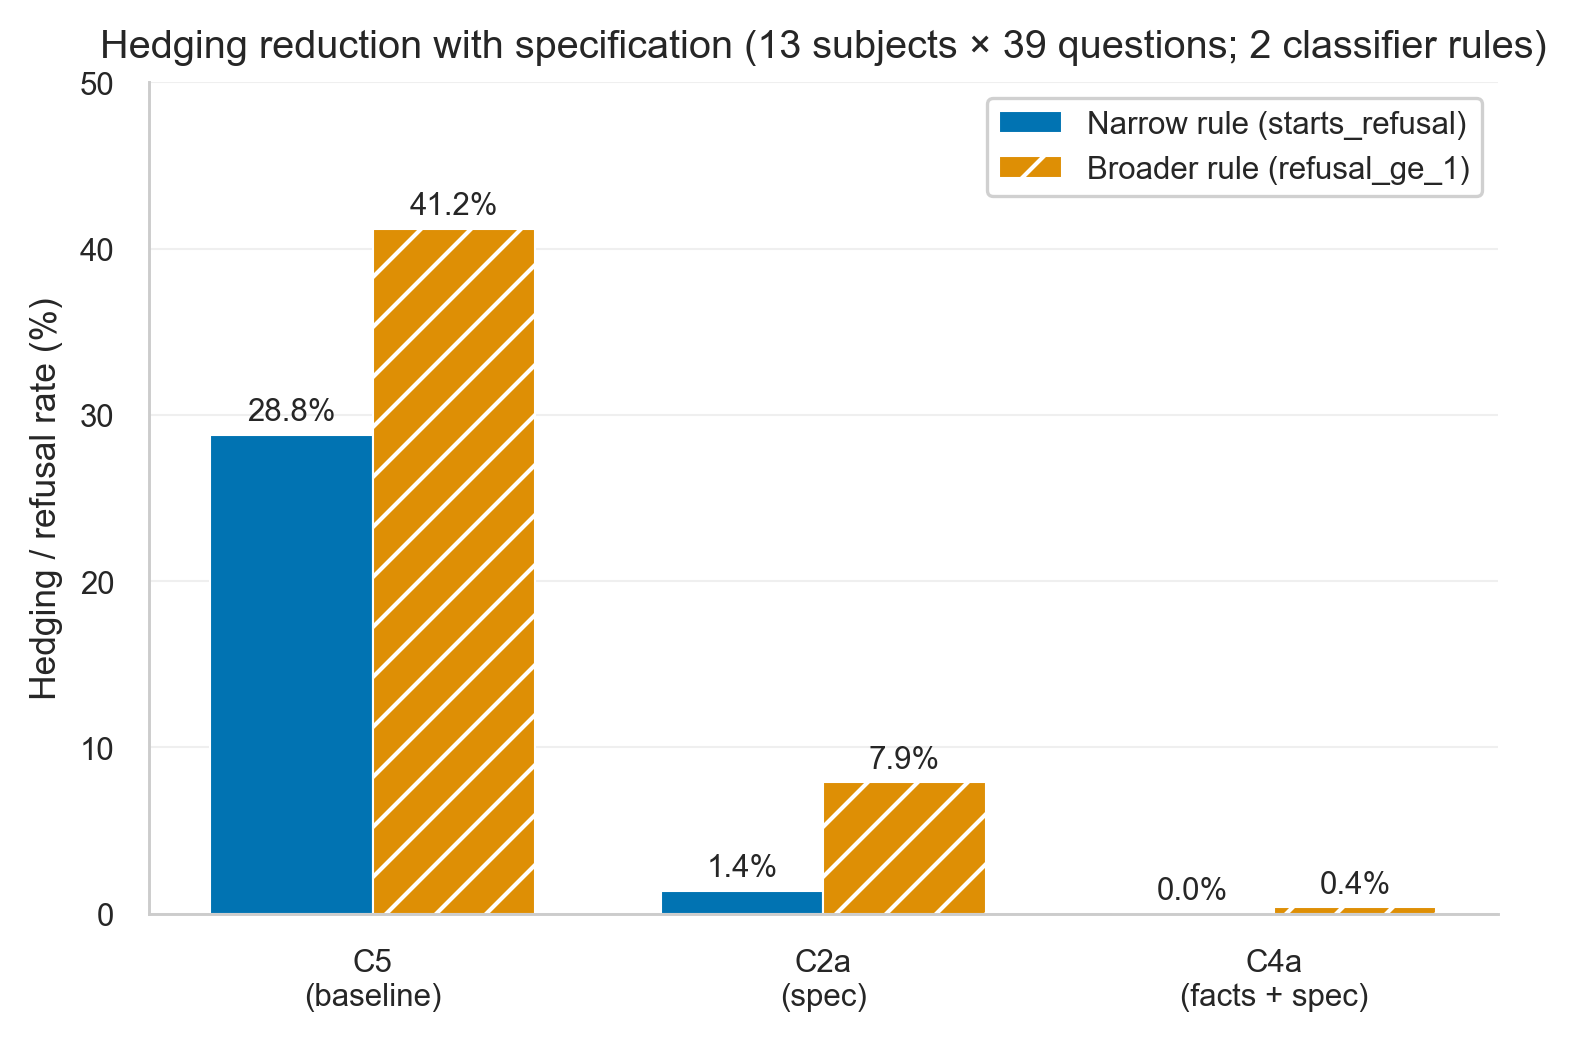 Hedging reduction with specification (13 subjects × 39 questions; 2 classifier rules)
Narrow rule (starts_refusal)
Broader rule (refusal_ge_1)
Hedging / refusal rate (%)
50
40
30
20
10
0
28.8%
41.2%
1.4%
7.9%
0.0%
0.4%
C5
(baseline)
C2a
(spec)
C4a
(facts + spec)